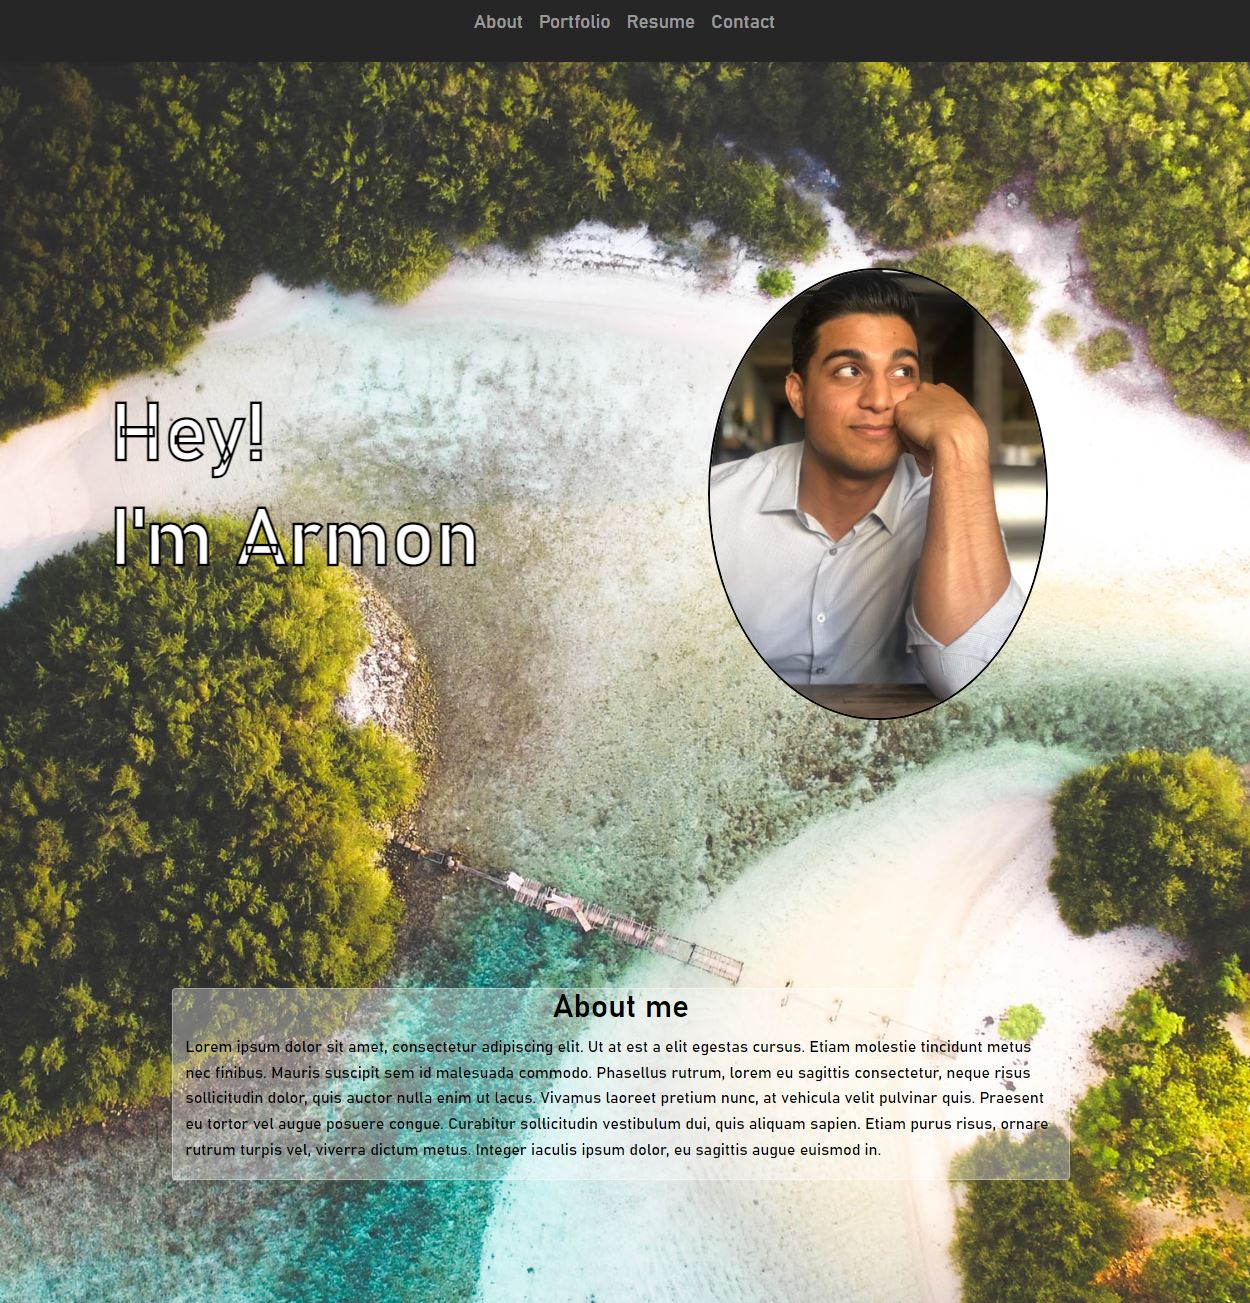 About Portfolio Resume Contact
Hey!
I'm Armon
About me
Lorem ipsum dolor sit amet, consectetur adipiscing elit. Ut at est a elit egestas cursus. Etiam molestie tincidunt metus
nec finibus. Mauris suscipit sem id malesuada commodo. Phasellus rutrum, lorem eu sagittis consectetur, neque risus
sollicitudin dolor, quis auctor nulla enim ut lacus. Vivamus laoreet pretium nunc, at vehicula velit pulvinar quis. Praesent
eu tortor vel augue posuere congue. Curabitur sollicitudin vestibulum dui, quis aliquam sapien. Etiam purus risus, ornare
rutrum turpis vel, viverra dictum metus. Integer iaculis ipsum dolor, eu sagittis augue euismod in.